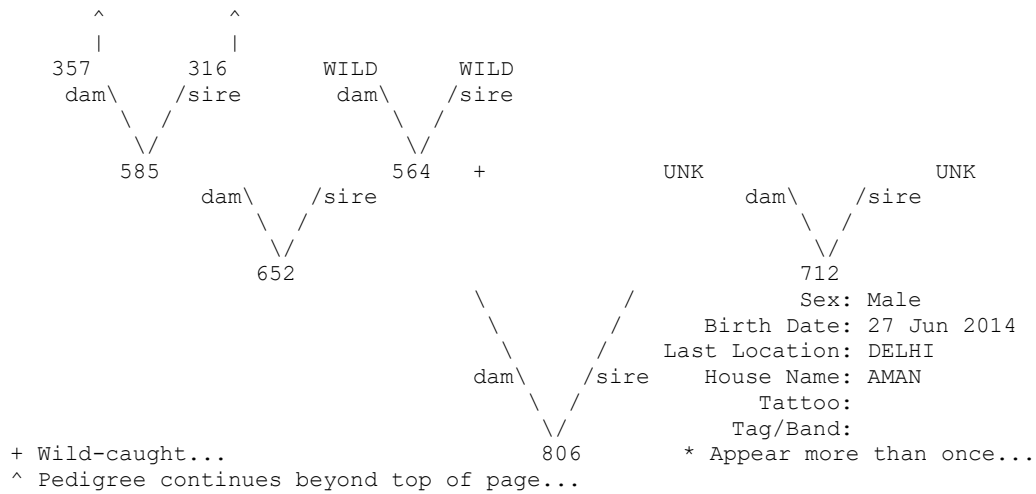 ^ ^
| |
357 316 WILD WILD
dam\ /sire dam\ /sire
\ / \ /
\/ \/
585 564 + UNK UNK
dam\ /sire dam\ /sire
\ / \ /
\/ \/
652 712
\ / Sex: Male
\ / Birth Date: 27 Jun 2014
\ / Last Location: DELHI
dam\ /sire House Name: AMAN
\ / Tattoo:
\/ Tag/Band:
+ Wild-caught... 806 * Appear more than once...
^ Pedigree continues beyond top of page...